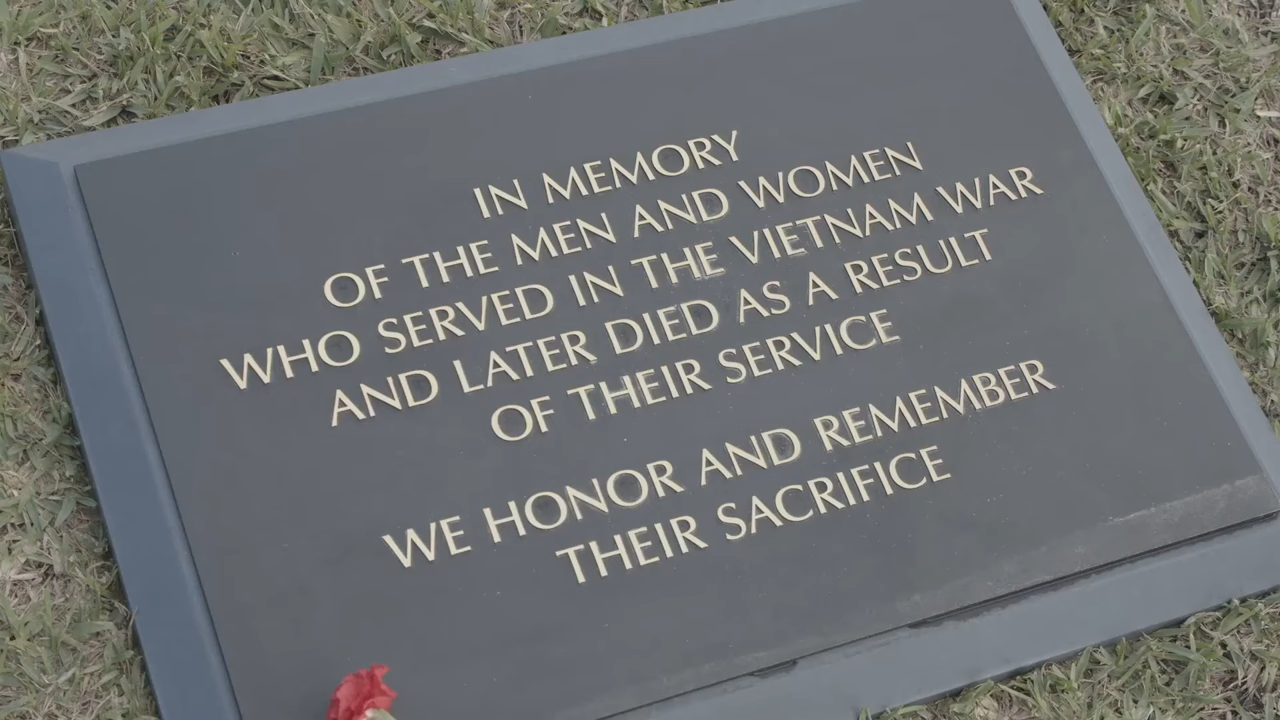 IN MEMORY
OF THE MEN AND WOMEN
WHO SERVED IN THE VIETNAM WAR
AND LATER DIED AS A RESULT
OF THEIR SERVICE
WE HONOR AND REMEMBER
THEIR SACRIFICE